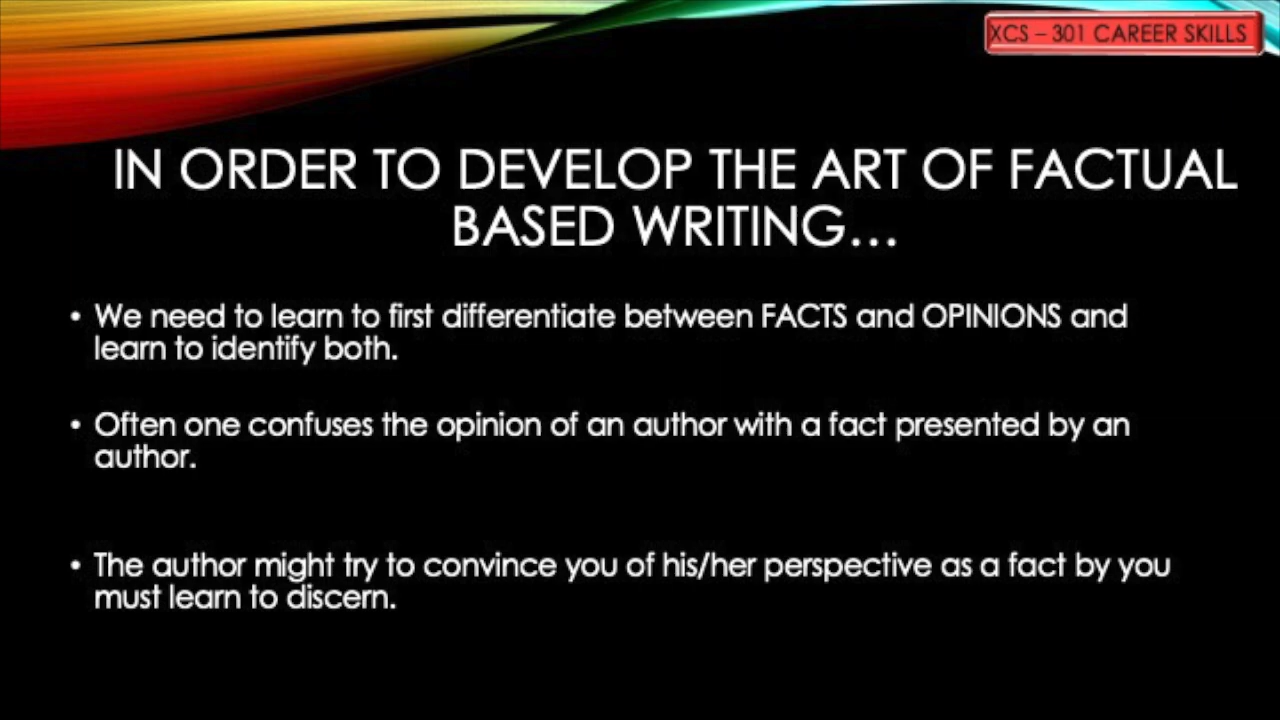 XCS – 301 CAREER SKILLS
IN ORDER TO DEVELOP THE ART OF FACTUAL
BASED WRITING...
• We need to learn to first differentiate between FACTS and OPINIONS and
learn to identify both.
• Often one confuses the opinion of an author with a fact presented by an
author.
• The author might try to convince you of his/her perspective as a fact by you
must learn to discern.